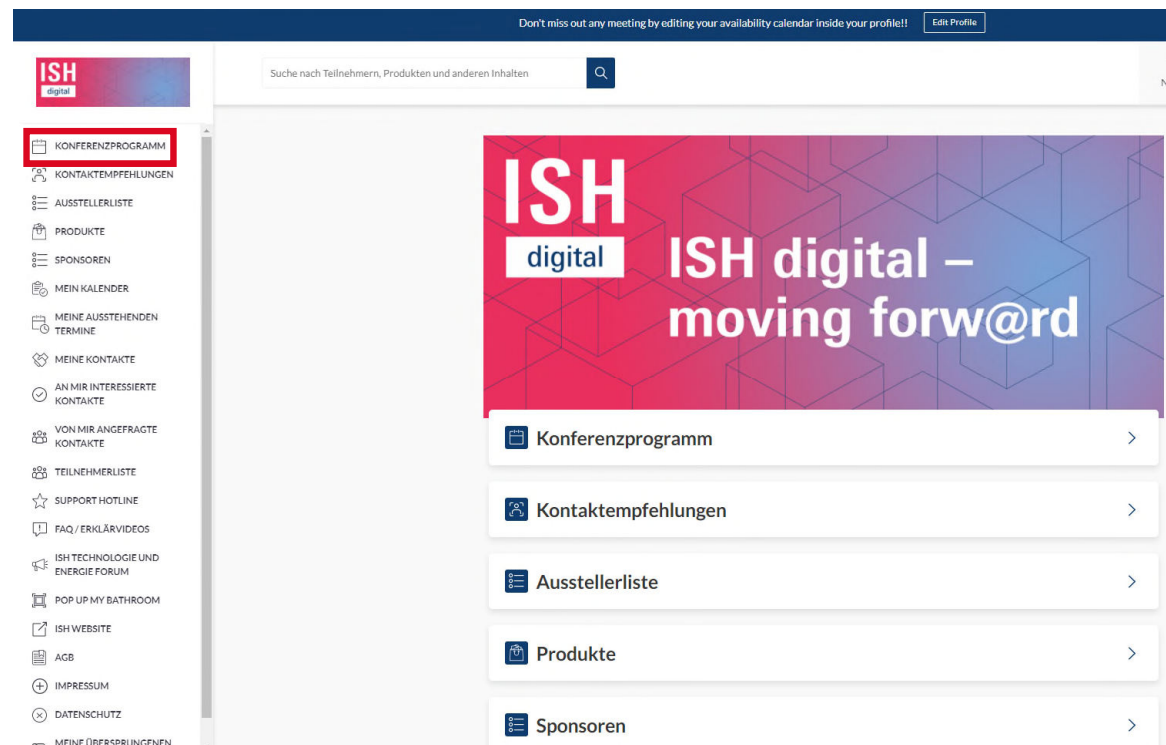 Don't miss out any meeting by editing your availability calendar inside your profile!!
Edit Profile
ISH
digital
Suche nach Teilnehmern, Produkten und anderen Inhalten
N
KONFERENZPROGRAMM
KONTAKTEMPFEHLUNGEN
AUSSTELLERLISTE
PRODUKTE
SPONSOREN
MEIN KALENDER
MEINE AUSSTEHENDEN
TERMINE
MEINE KONTAKTE
AN MIR INTERESSIERTE
KONTAKTE
VON MIR ANGEFRAGTE
KONTAKTE
TEILNEHMERLISTE
SUPPORT HOTLINE
FAQ / ERKLÄRVIDEOS
ISH TECHNOLOGIE UND
ENERGIE FORUM
POP UP MY BATHROOM
ISH WEBSITE
AGB
IMPRESSUM
DATENSCHUTZ
MEINE ÜBERSPRUNGENEN
ISH
digital
ISH digital –
moving forw@rd
Konferenzprogramm
Kontaktempfehlungen
Ausstellerliste
Produkte
Sponsoren